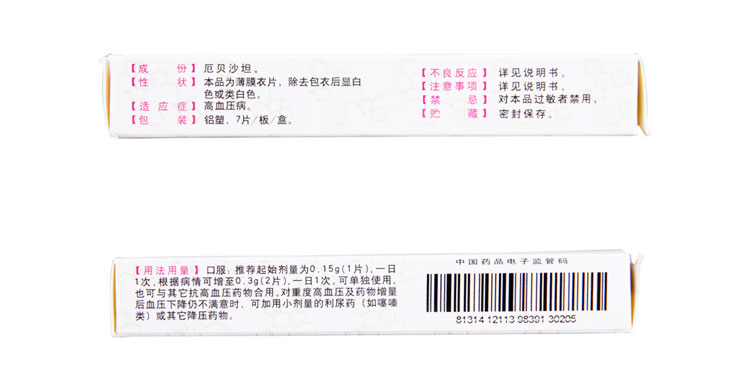 【成 份】厄贝沙坦。
【性 状】本品为薄膜衣片，除去包衣后显白
色或类白色。
【适应症】高血压病。
【包 装】铝塑，7片/板/盒。
【不良反应】详见说明书。
【注意事项】详见说明书。
【禁 忌】对本品过敏者禁用。
【贮 藏】密封保存。
【用法用量】口服：推荐起始剂量为0.15g(1片),一日
1次,根据病情可增至0.3g(2片),一日1次。可单独使用,
也可与其它抗高血压药物合用。对重度高血压及药物增量
后血压下降仍不满意时，可加用小剂量的利尿药（如噻嗪
类）或其它降压药物。
中国药品电子监管码
81314 12113 98391 30205